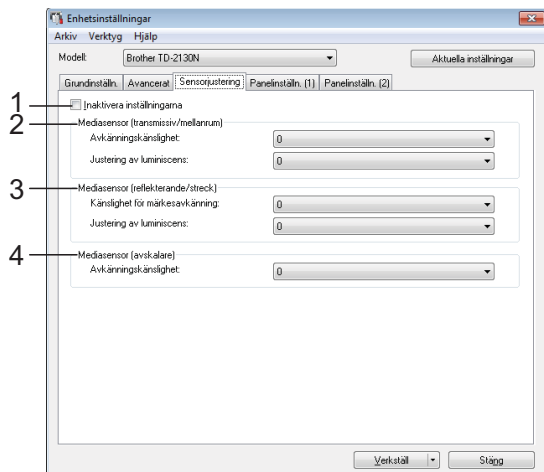 Enhetsinställningar
Arkiv Verktyg Hjälp
Modell: Brother TD-2130N Aktuella inställningar
Grundinställn. Avancerat Sensorjustering Panelinställn. (1) Panelinställn. (2)
1 Inaktivera inställningarna
2 Mediasensor (transmissiv/mellanrum)
Avkänningskänslighet: 0
Justering av luminiscens: 0
3 Mediasensor (reflekterande/streck)
Känslighet för märkesavkänning: 0
Justering av luminiscens: 0
4 Mediasensor (avskalare)
Avkänningskänslighet: 0
Verkställ Stäng